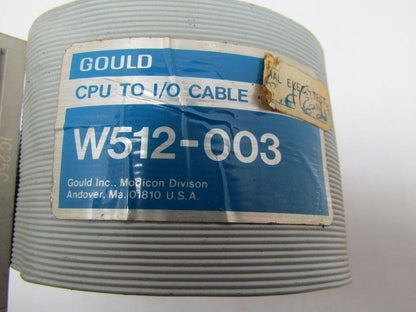 GOULD
CPU TO I/O CABLE
W512-003
Gould Inc., Modicon Divison
Andover, Ma. 01810 U.S.A.